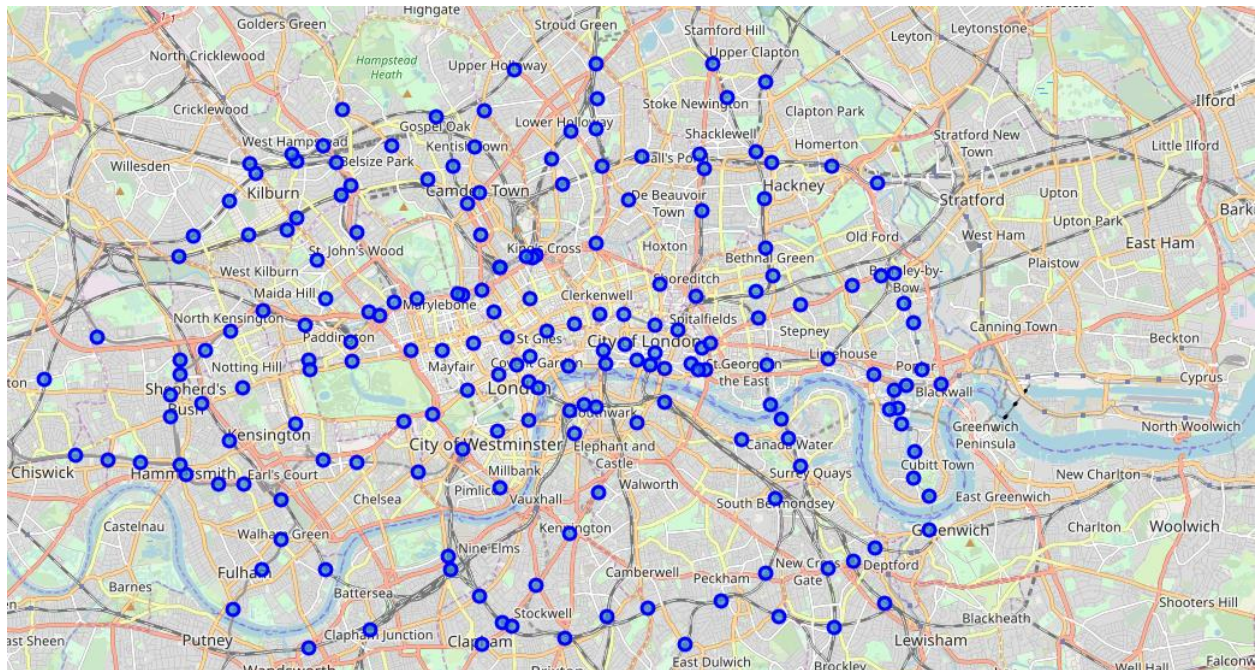 Highgate
Golders Green
Stroud Green
Stamford Hill
Leyton
Leytonstone
North Cricklewood
Hampstead
Heath
Upper Holloway
Upper Clapton
Cricklewood
Stoke Newington
Clapton Park
Ilford
Gospel Oak
Lower Holloway
West Hampstead
Shacklewell
Stratford New
Town
Little Ilford
Willesden
Belsize Park
Homerton
Kilburn
Camden Town
De Beauvoir
Town
Hackney
Upton
Stratford
Upton Park
St. John's Wood
King's Cross
Hoxton
Old Ford
West Ham
East Ham
West Kilburn
Bethnal Green
Plaistow
Maida Hill
Shoreditch
Bow
Marylebone
Clerkenwell
North Kensington
Spitalfields
Canning Town
Paddington
St Giles
City of London
Stepney
Beckton
Notting Hill
Mayfair
Covent Garden
St. George in
the East
Limehouse
Cyprus
Shepherd's
Bush
London
Blackwall
Kensington
City of Westminster
Southwark
Elephant and
Castle
Canada Water
Greenwich
Peninsula
North Woolwich
Chiswick
Hammersmith
Earl's Court
Millbank
Walworth
Surrey Quays
Cubitt Town
New Charlton
Castelnau
Chelsea
Pimlico
Vauxhall
South Bermondsey
East Greenwich
Walham Green
Kennington
Greenwich
Charlton
Woolwich
Nine Elms
Barnes
Fulham
Battersea
Camberwell
Peckham
New Cross
Gate
Deptford
Stockwell
Shooters Hill
Blackheath
Putney
Clapham Junction
Clapham
Lewisham
East Dulwich
Brockley